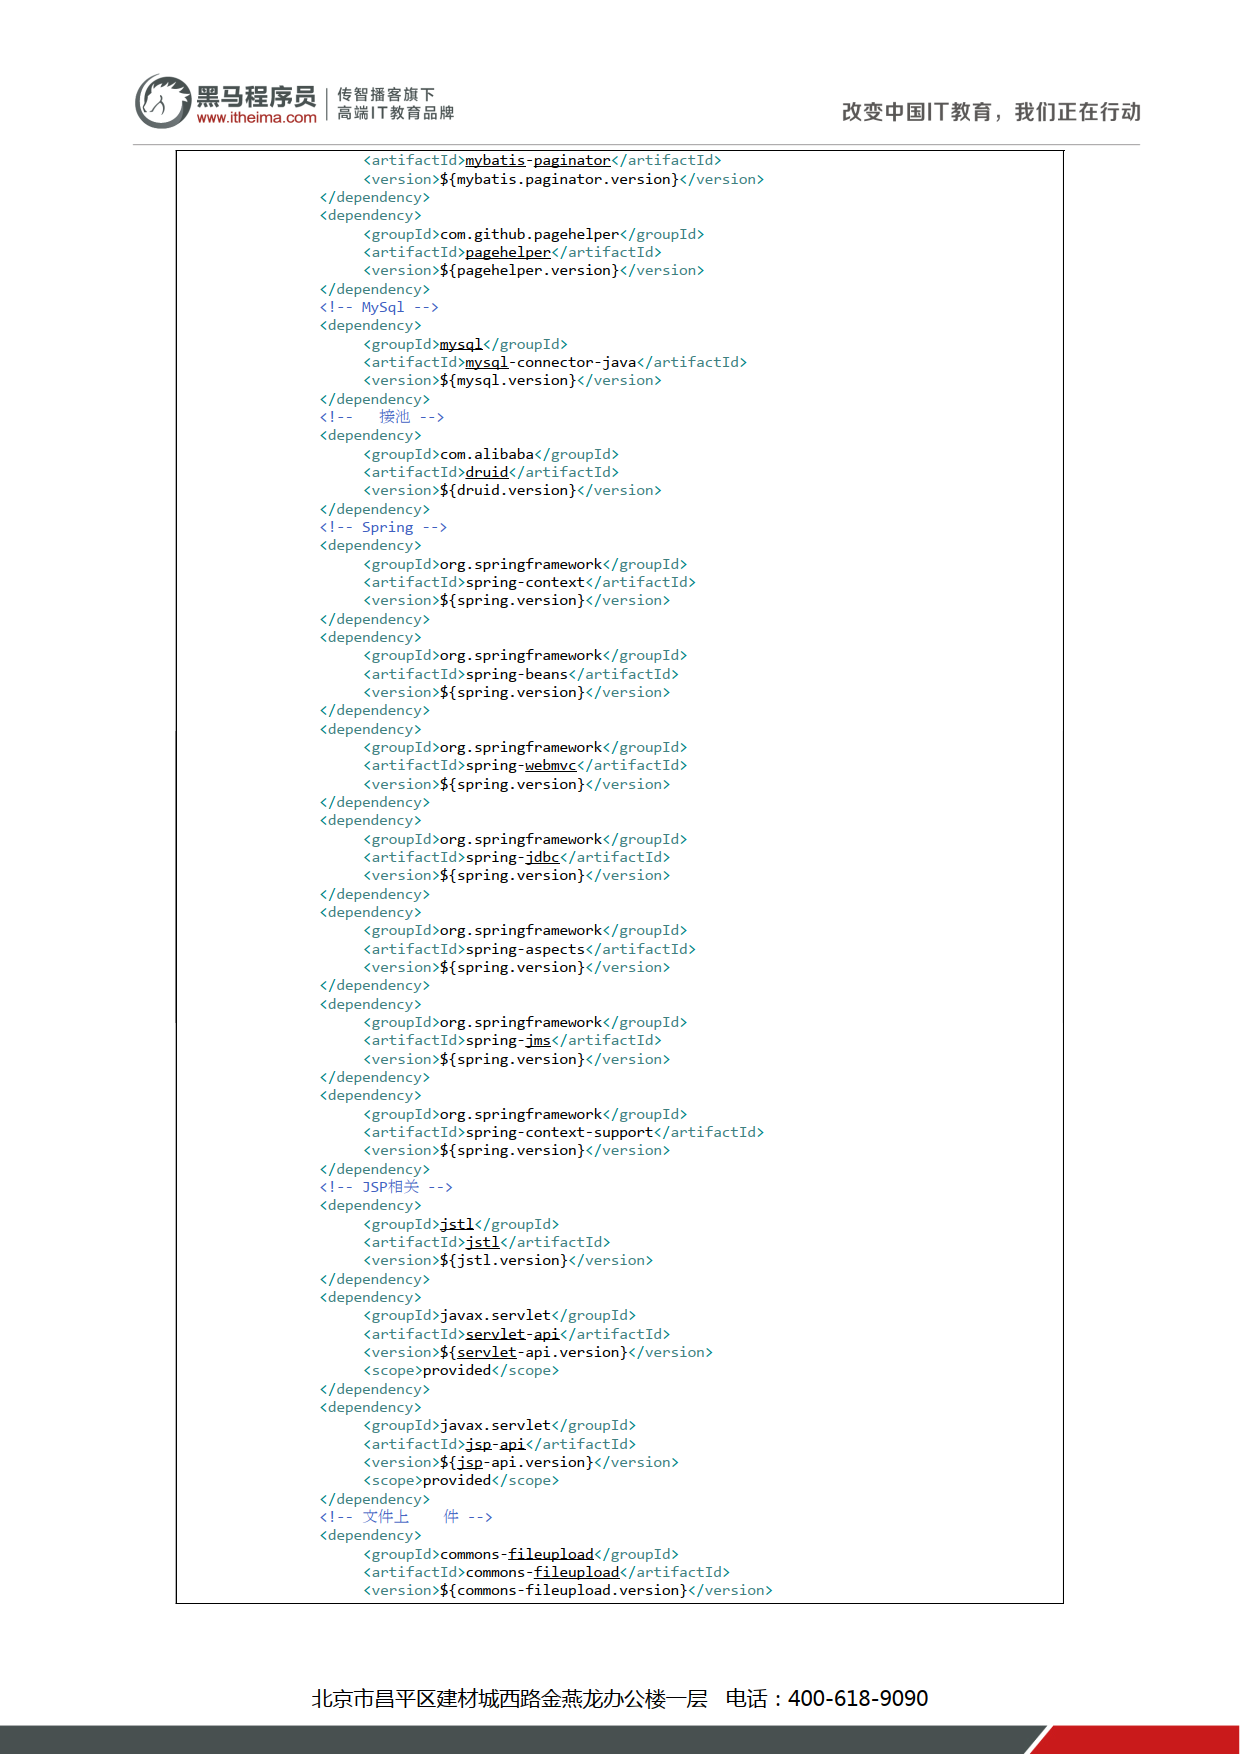 黑马程序员
www.itheima.com
传智播客旗下
高端IT教育品牌
改变中国IT教育，我们正在行动
<artifactId>mybatis-paginator</artifactId>
<version>${mybatis.paginator.version}</version>
</dependency>
<dependency>
<groupId>com.github.pagehelper</groupId>
<artifactId>pagehelper</artifactId>
<version>${pagehelper.version}</version>
</dependency>
<!-- MySql -->
<dependency>
<groupId>mysql</groupId>
<artifactId>mysql-connector-java</artifactId>
<version>${mysql.version}</version>
</dependency>
<!-- 接池 -->
<dependency>
<groupId>com.alibaba</groupId>
<artifactId>druid</artifactId>
<version>${druid.version}</version>
</dependency>
<!-- Spring -->
<dependency>
<groupId>org.springframework</groupId>
<artifactId>spring-context</artifactId>
<version>${spring.version}</version>
</dependency>
<dependency>
<groupId>org.springframework</groupId>
<artifactId>spring-beans</artifactId>
<version>${spring.version}</version>
</dependency>
<dependency>
<groupId>org.springframework</groupId>
<artifactId>spring-webmvc</artifactId>
<version>${spring.version}</version>
</dependency>
<dependency>
<groupId>org.springframework</groupId>
<artifactId>spring-jdbc</artifactId>
<version>${spring.version}</version>
</dependency>
<dependency>
<groupId>org.springframework</groupId>
<artifactId>spring-aspects</artifactId>
<version>${spring.version}</version>
</dependency>
<dependency>
<groupId>org.springframework</groupId>
<artifactId>spring-jms</artifactId>
<version>${spring.version}</version>
</dependency>
<dependency>
<groupId>org.springframework</groupId>
<artifactId>spring-context-support</artifactId>
<version>${spring.version}</version>
</dependency>
<!-- JSP相关 -->
<dependency>
<groupId>jstl</groupId>
<artifactId>jstl</artifactId>
<version>${jstl.version}</version>
</dependency>
<dependency>
<groupId>javax.servlet</groupId>
<artifactId>servlet-api</artifactId>
<version>${servlet-api.version}</version>
<scope>provided</scope>
</dependency>
<dependency>
<groupId>javax.servlet</groupId>
<artifactId>jsp-api</artifactId>
<version>${jsp-api.version}</version>
<scope>provided</scope>
</dependency>
<!-- 文件上 件 -->
<dependency>
<groupId>commons-fileupload</groupId>
<artifactId>commons-fileupload</artifactId>
<version>${commons-fileupload.version}</version>
北京市昌平区建材城西路金燕龙办公楼一层 电话：400-618-9090